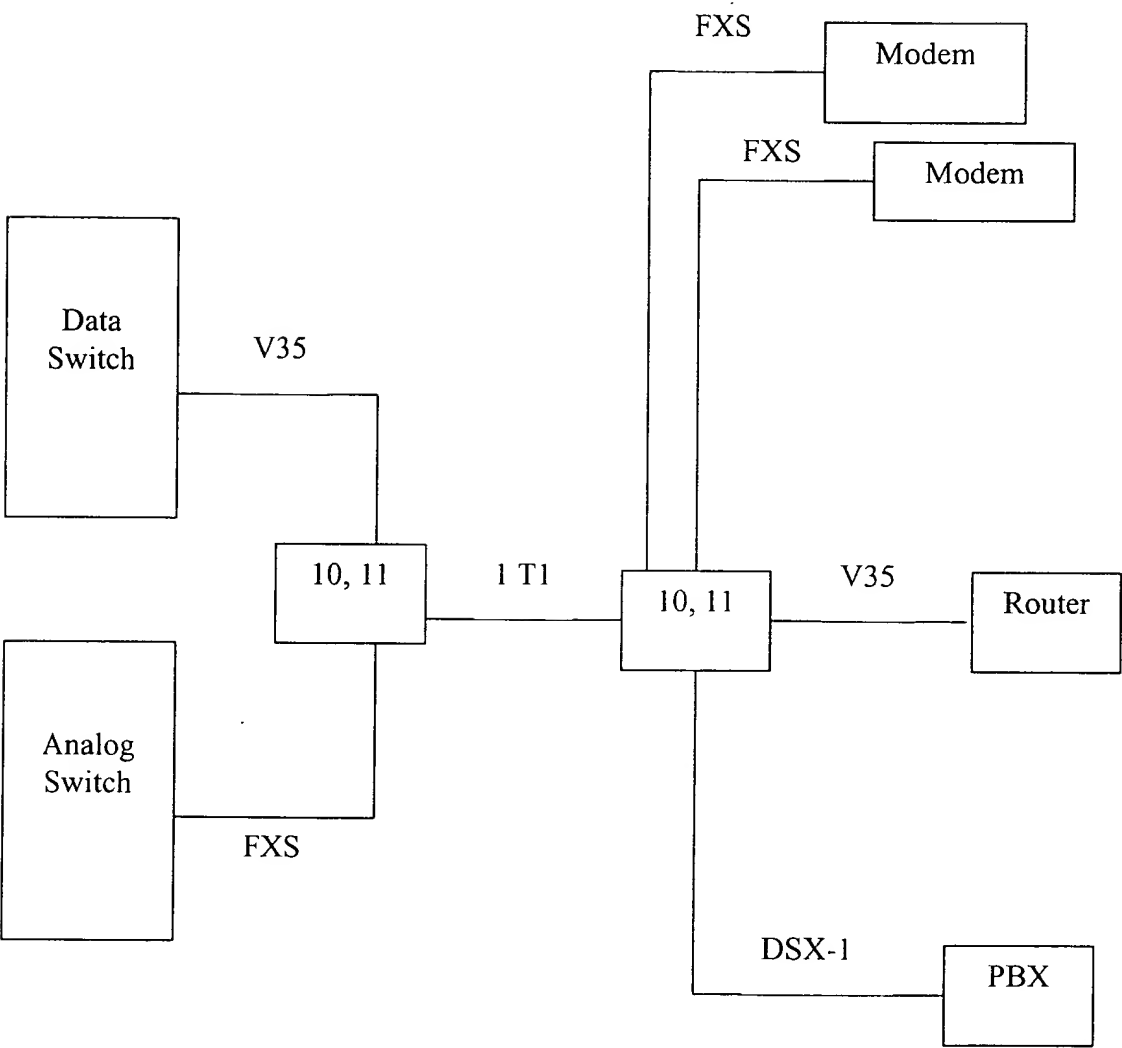 FXS
Modem
FXS
Modem
Data
Switch
V35
10, 11
1 T1
10, 11
V35
Router
Analog
Switch
FXS
DSX-1
PBX